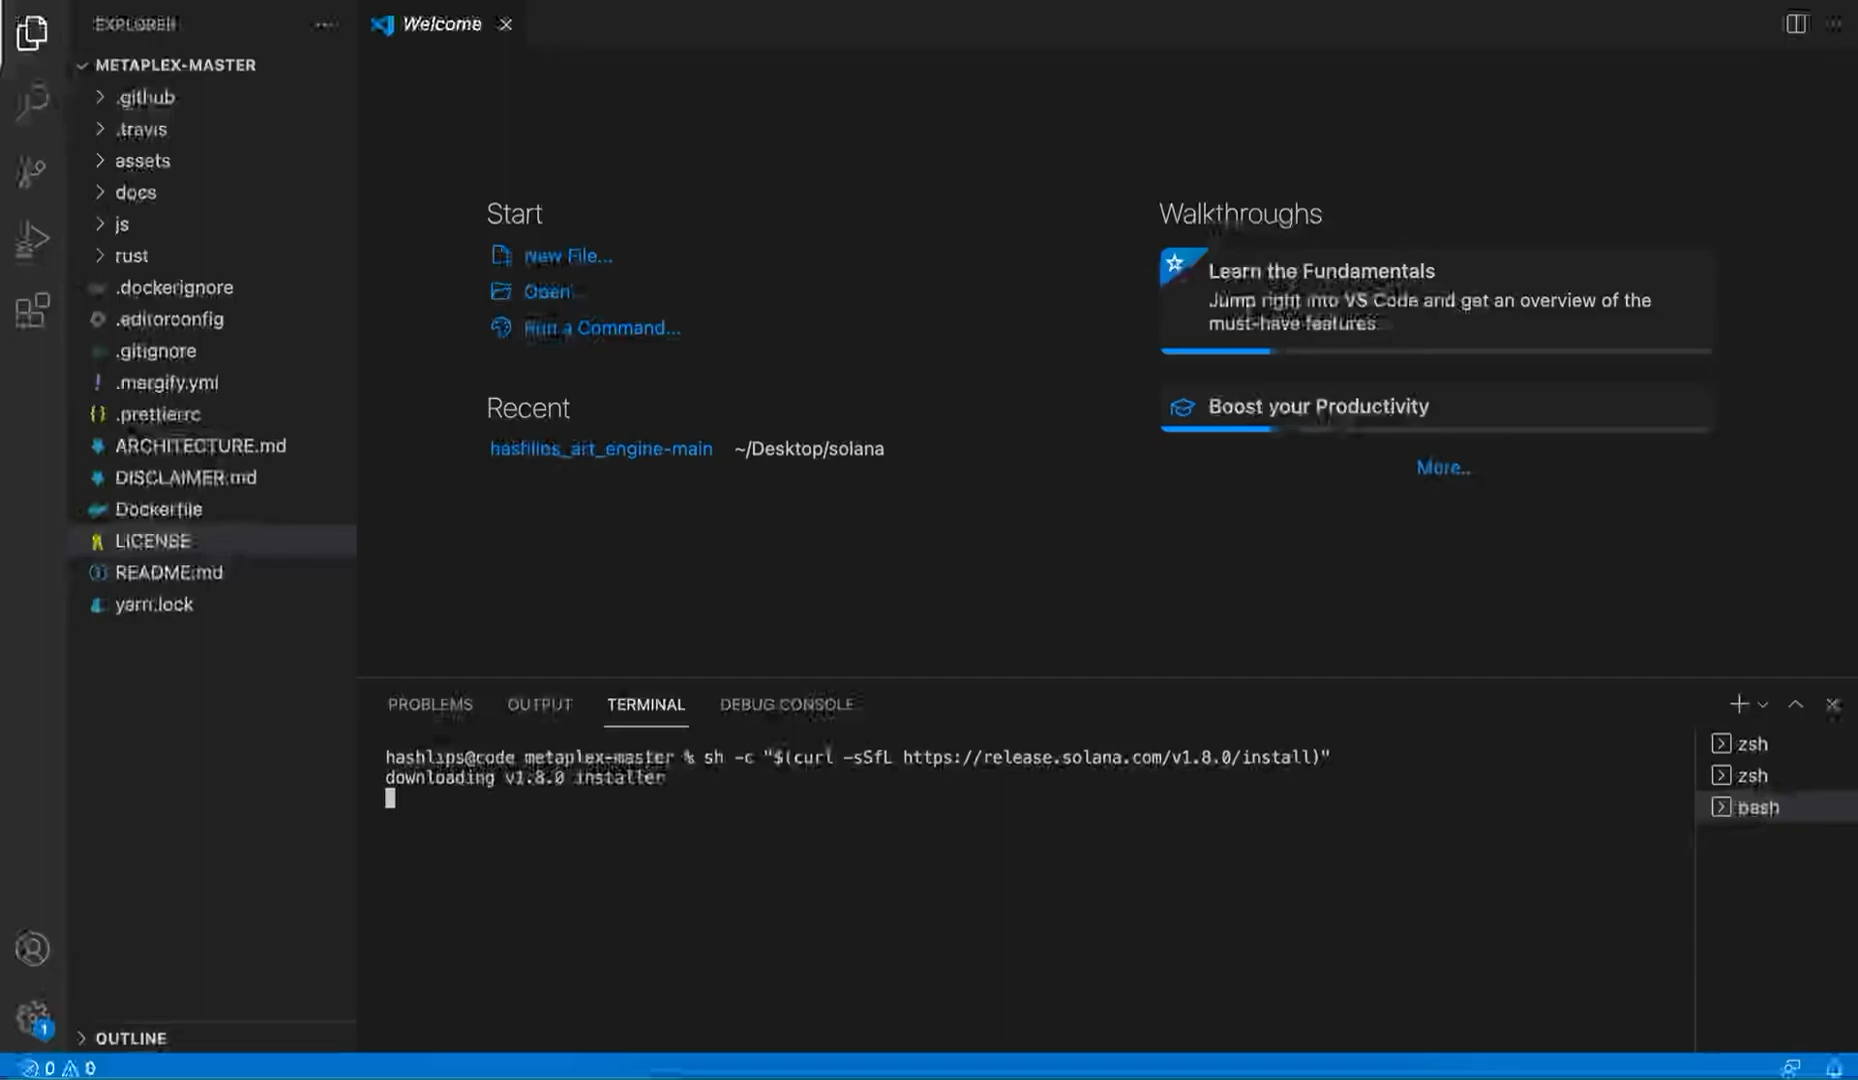 EXPLORER
Welcome
METAPLEX-MASTER
.github
.travis
assets
docs
js
rust
.dockerignore
.editorconfig
.gitignore
.mergify.yml
.prettierrc
ARCHITECTURE.md
DISCLAIMER.md
Dockerfile
LICENSE
README.md
yarn.lock
OUTLINE
Start
New File...
Open...
Run a Command...
Recent
hashlips_art_engine-main ~/Desktop/solana
Walkthroughs
Learn the Fundamentals
Jump right into VS Code and get an overview of the
must-have features
Boost your Productivity
More...
PROBLEMS OUTPUT TERMINAL DEBUG CONSOLE
hashlips@code metaplex-master % sh -c "$(curl -sSfL https://release.solana.com/v1.8.0/install)"
downloading v1.8.0 installer
zsh
zsh
bash
1
0 0